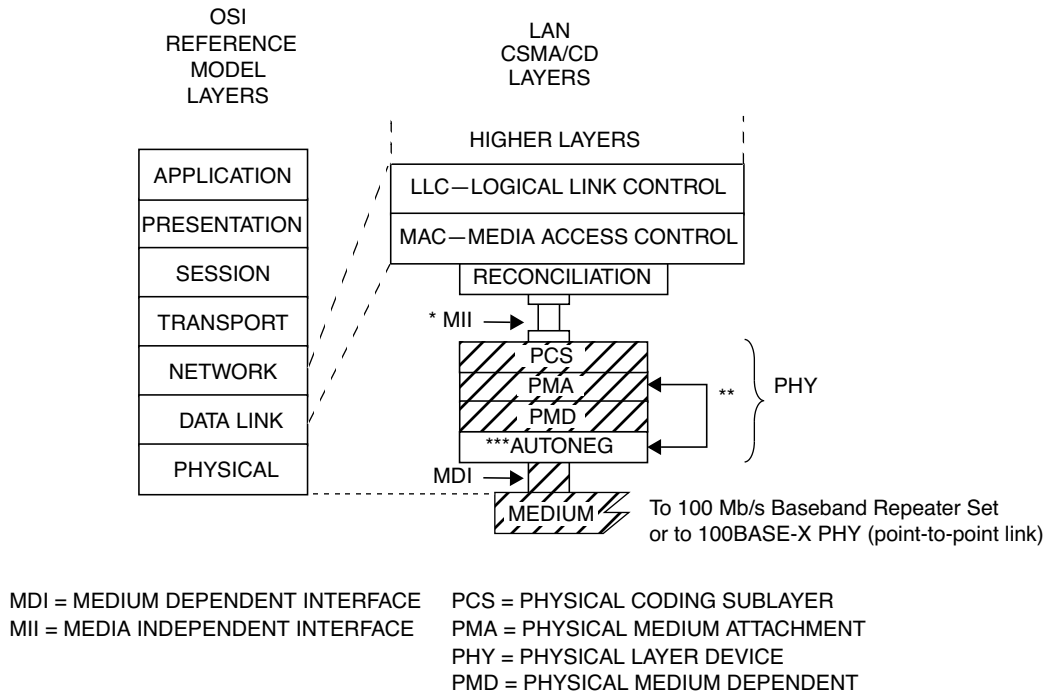 OSI
REFERENCE
MODEL
LAYERS
LAN
CSMA/CD
LAYERS
HIGHER LAYERS
APPLICATION
PRESENTATION
SESSION
TRANSPORT
NETWORK
DATA LINK
PHYSICAL
LLC—LOGICAL LINK CONTROL
MAC—MEDIA ACCESS CONTROL
RECONCILIATION
* MII
PCS
PMA
PMD
***AUTONEG
**
PHY
MDI
MEDIUM
To 100 Mb/s Baseband Repeater Set
or to 100BASE-X PHY (point-to-point link)
MDI = MEDIUM DEPENDENT INTERFACE
MII = MEDIA INDEPENDENT INTERFACE
PCS = PHYSICAL CODING SUBLAYER
PMA = PHYSICAL MEDIUM ATTACHMENT
PHY = PHYSICAL LAYER DEVICE
PMD = PHYSICAL MEDIUM DEPENDENT